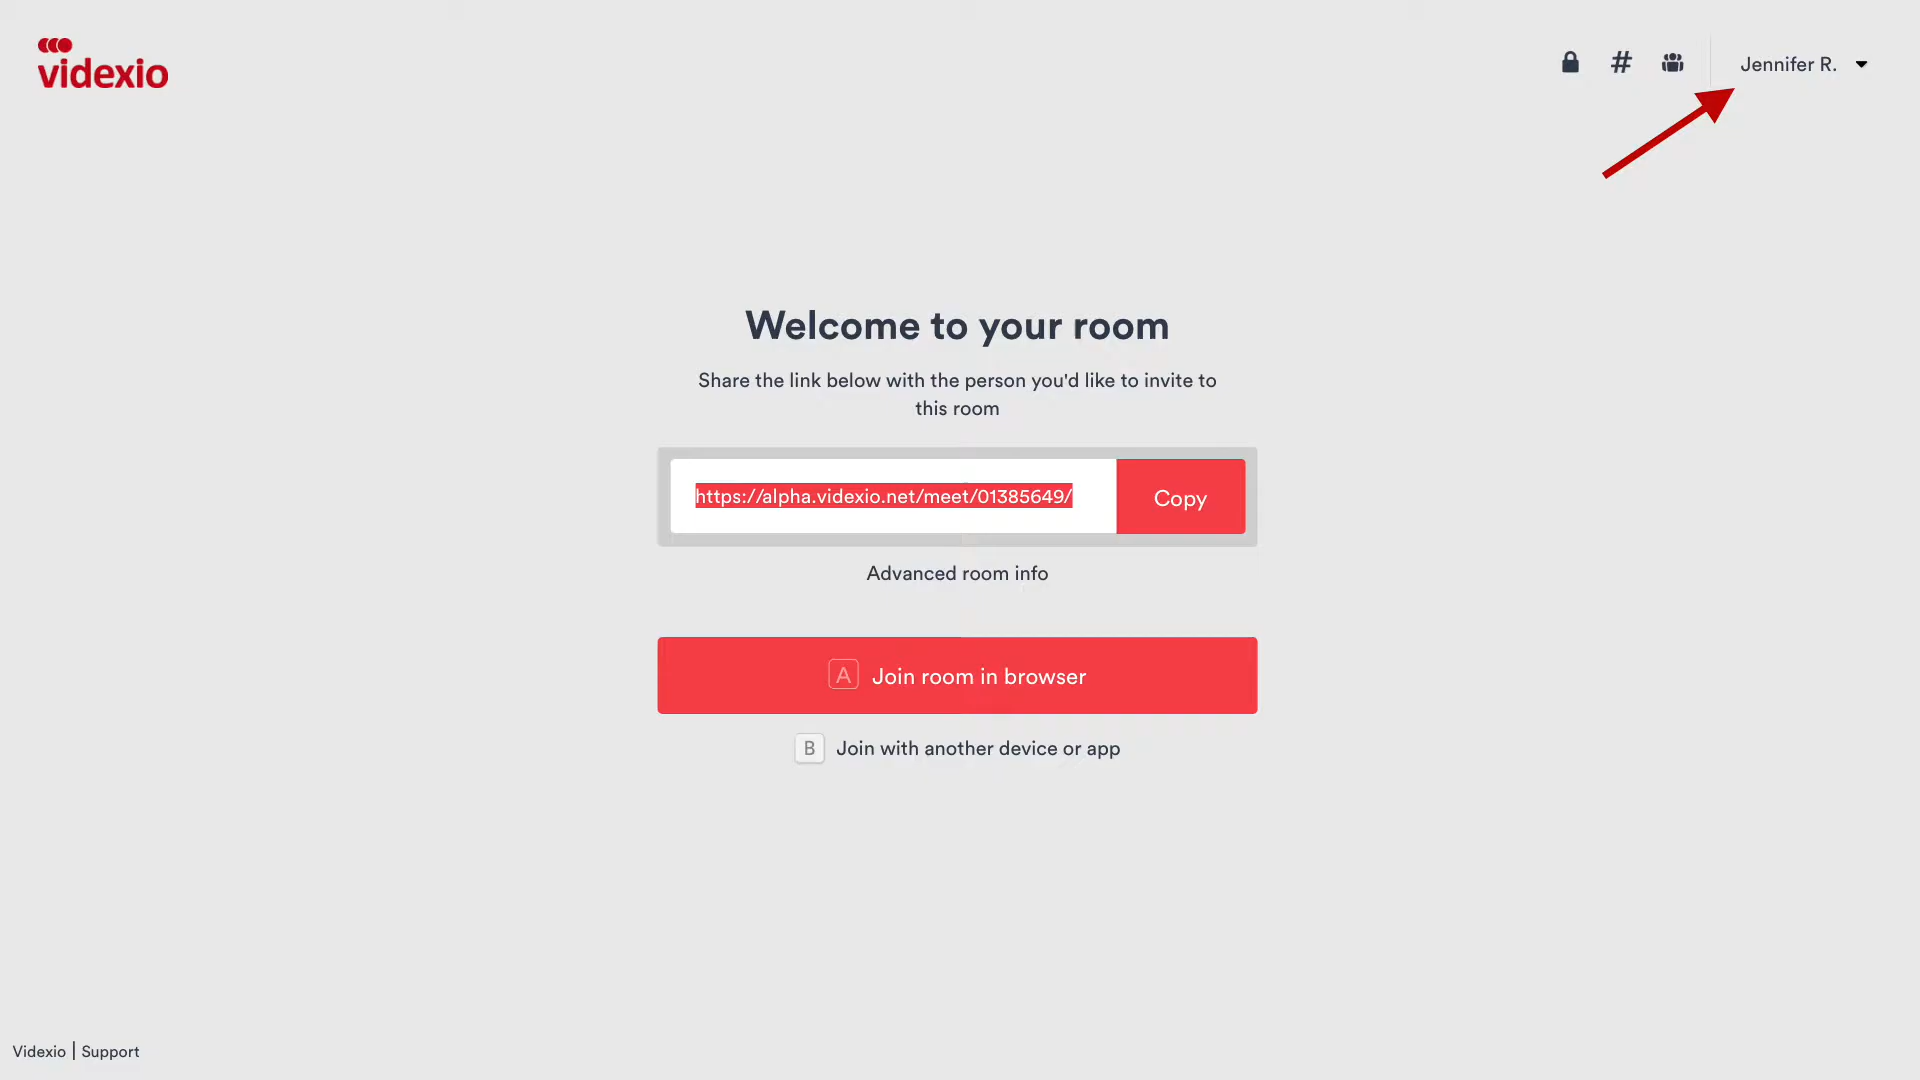 videxio
#
Jennifer R.
Welcome to your room
Share the link below with the person you'd like to invite to
this room
https://alpha.videxio.net/meet/01385649/
Copy
Advanced room info
A Join room in browser
B Join with another device or app
Videxio | Support